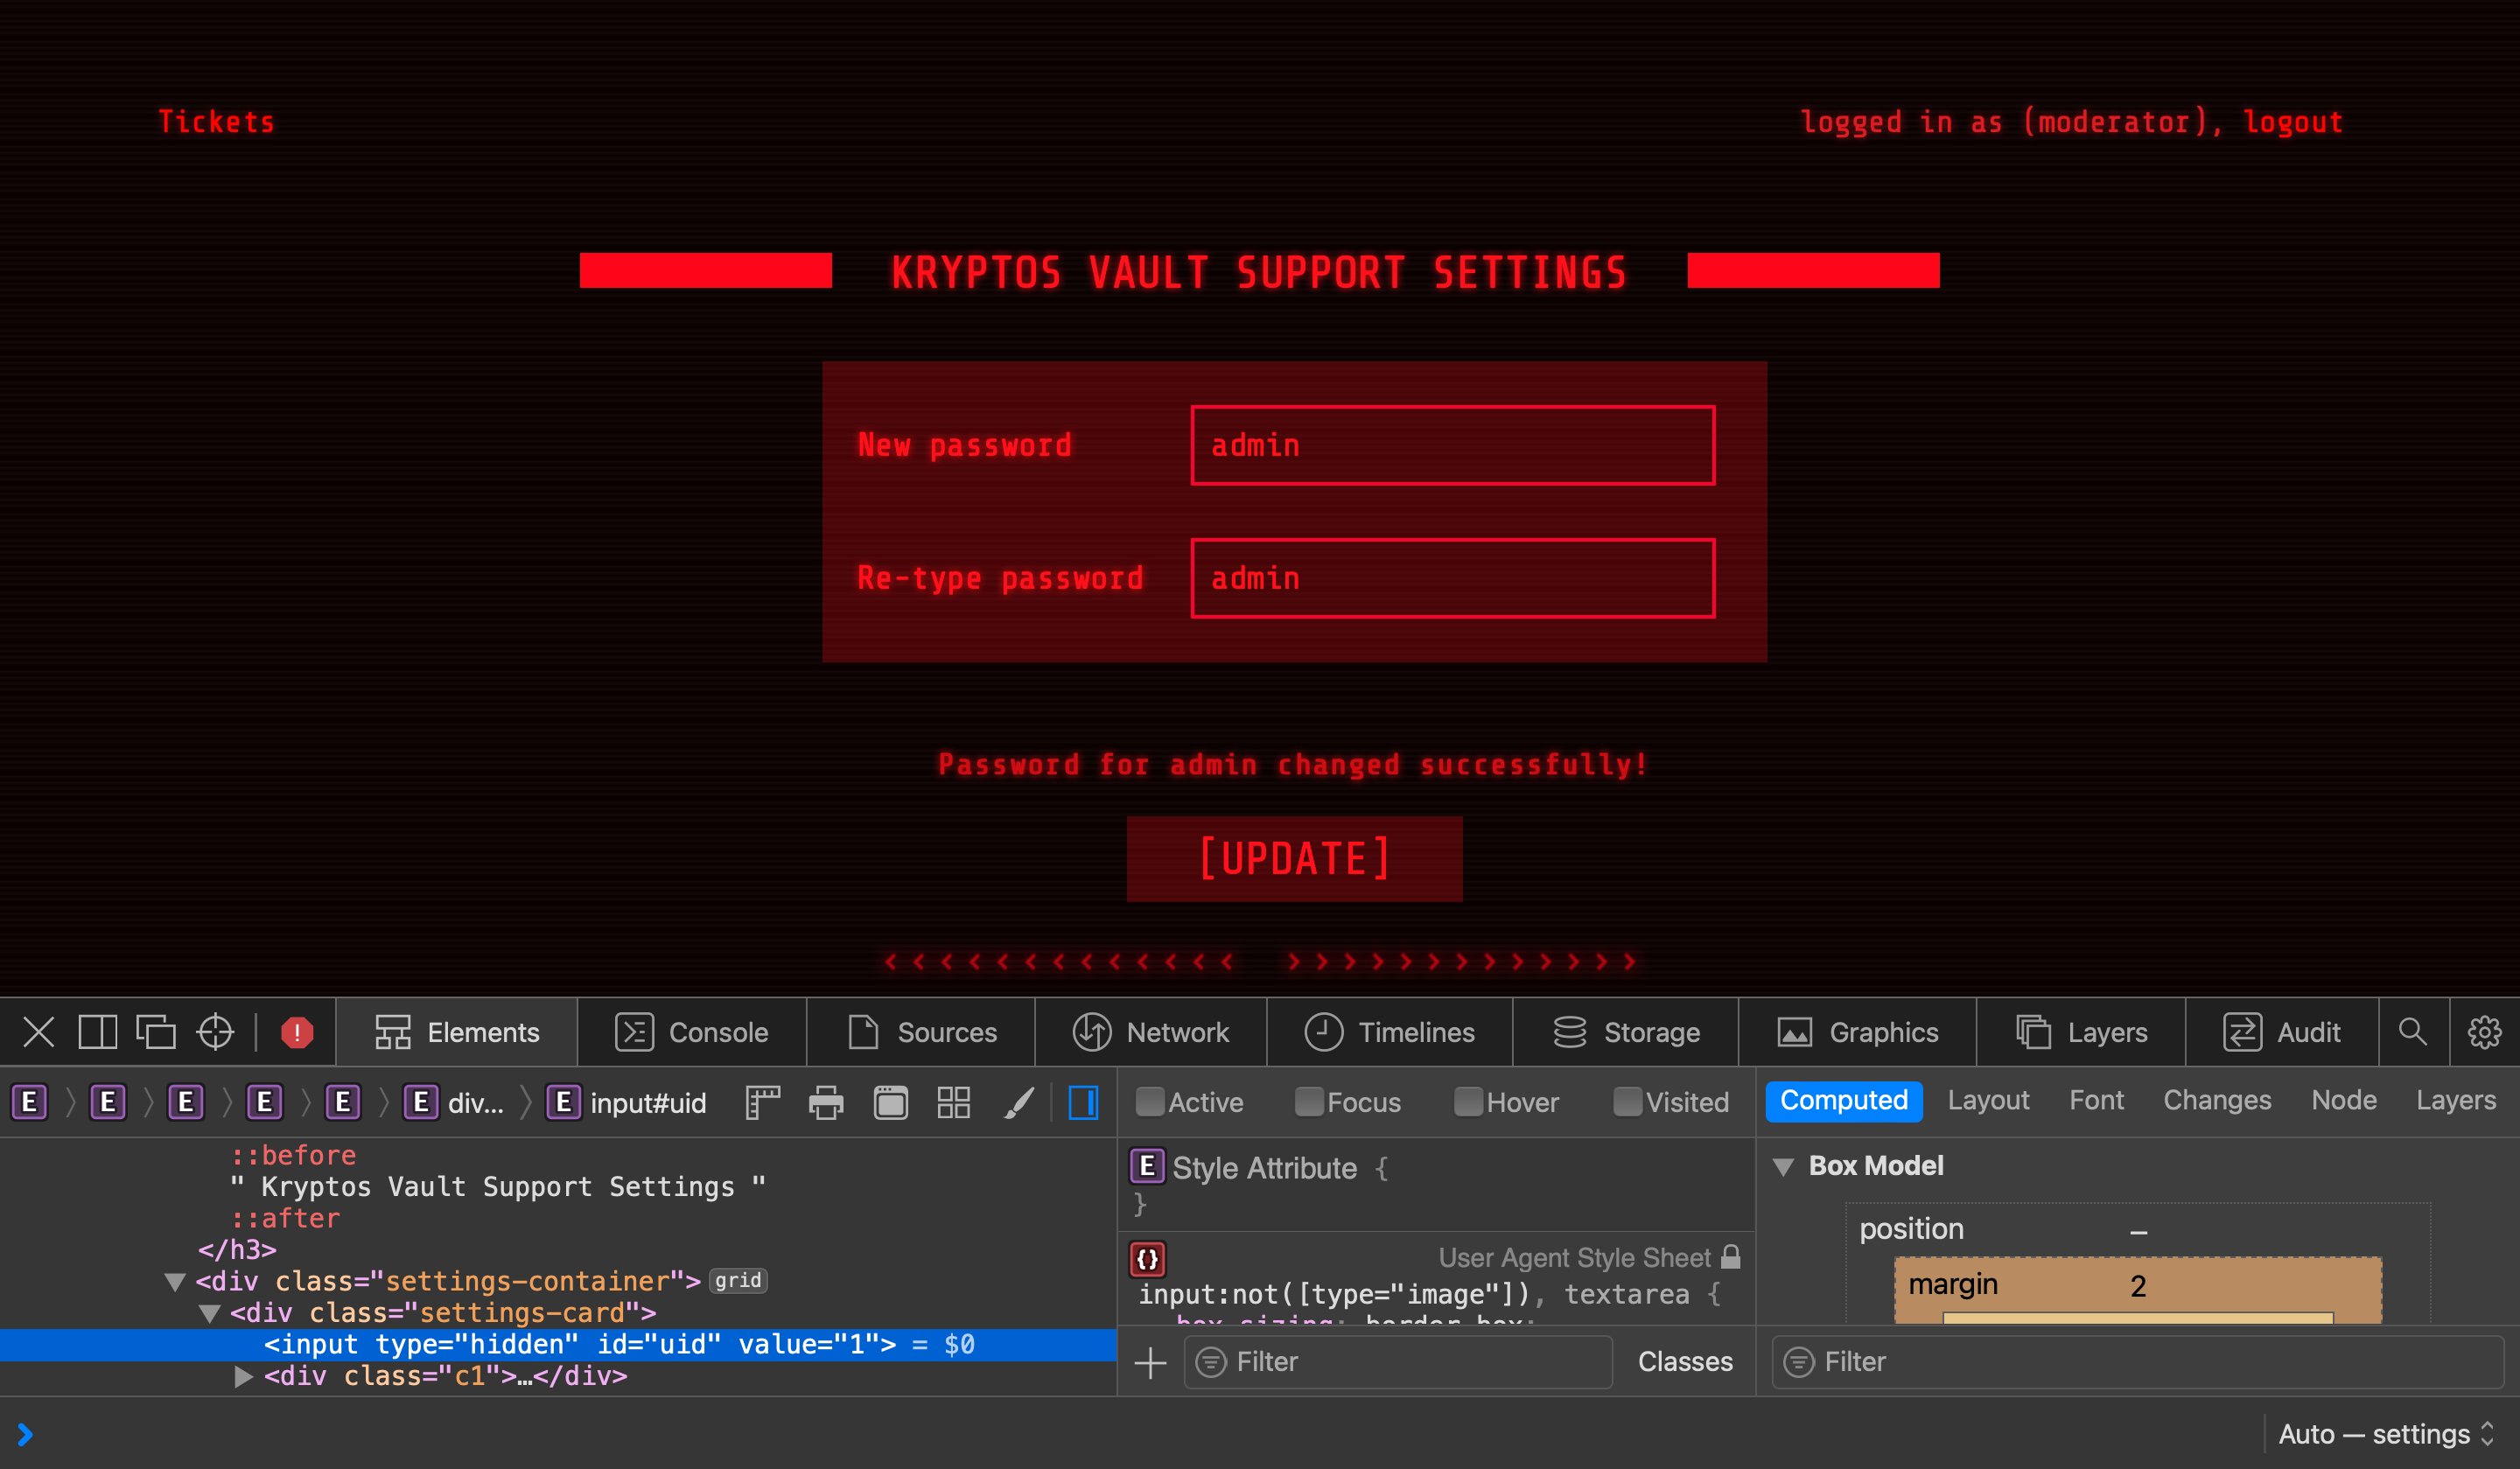 Tickets
logged in as (moderator), logout
KRYPTOS VAULT SUPPORT SETTINGS
New password admin
Re-type password admin
Password for admin changed successfully!
[UPDATE]
<<<<<<<<<<<<< >>>>>>>>>>>>>
! Elements Console Sources Network Timelines Storage Graphics Layers Audit
E E E E E E div... E input#uid
Active Focus Hover Visited
Computed Layout Font Changes Node Layers
::before
" Kryptos Vault Support Settings "
::after
</h3>
<div class="settings-container"> grid
<div class="settings-card">
<input type="hidden" id="uid" value="1"> = $0
<div class="c1">…</div>
E Style Attribute {
}
{} User Agent Style Sheet
input:not([type="image"]), textarea {
box-sizing: border-box;
Filter Classes
Box Model
position –
margin 2
Filter
Auto — settings